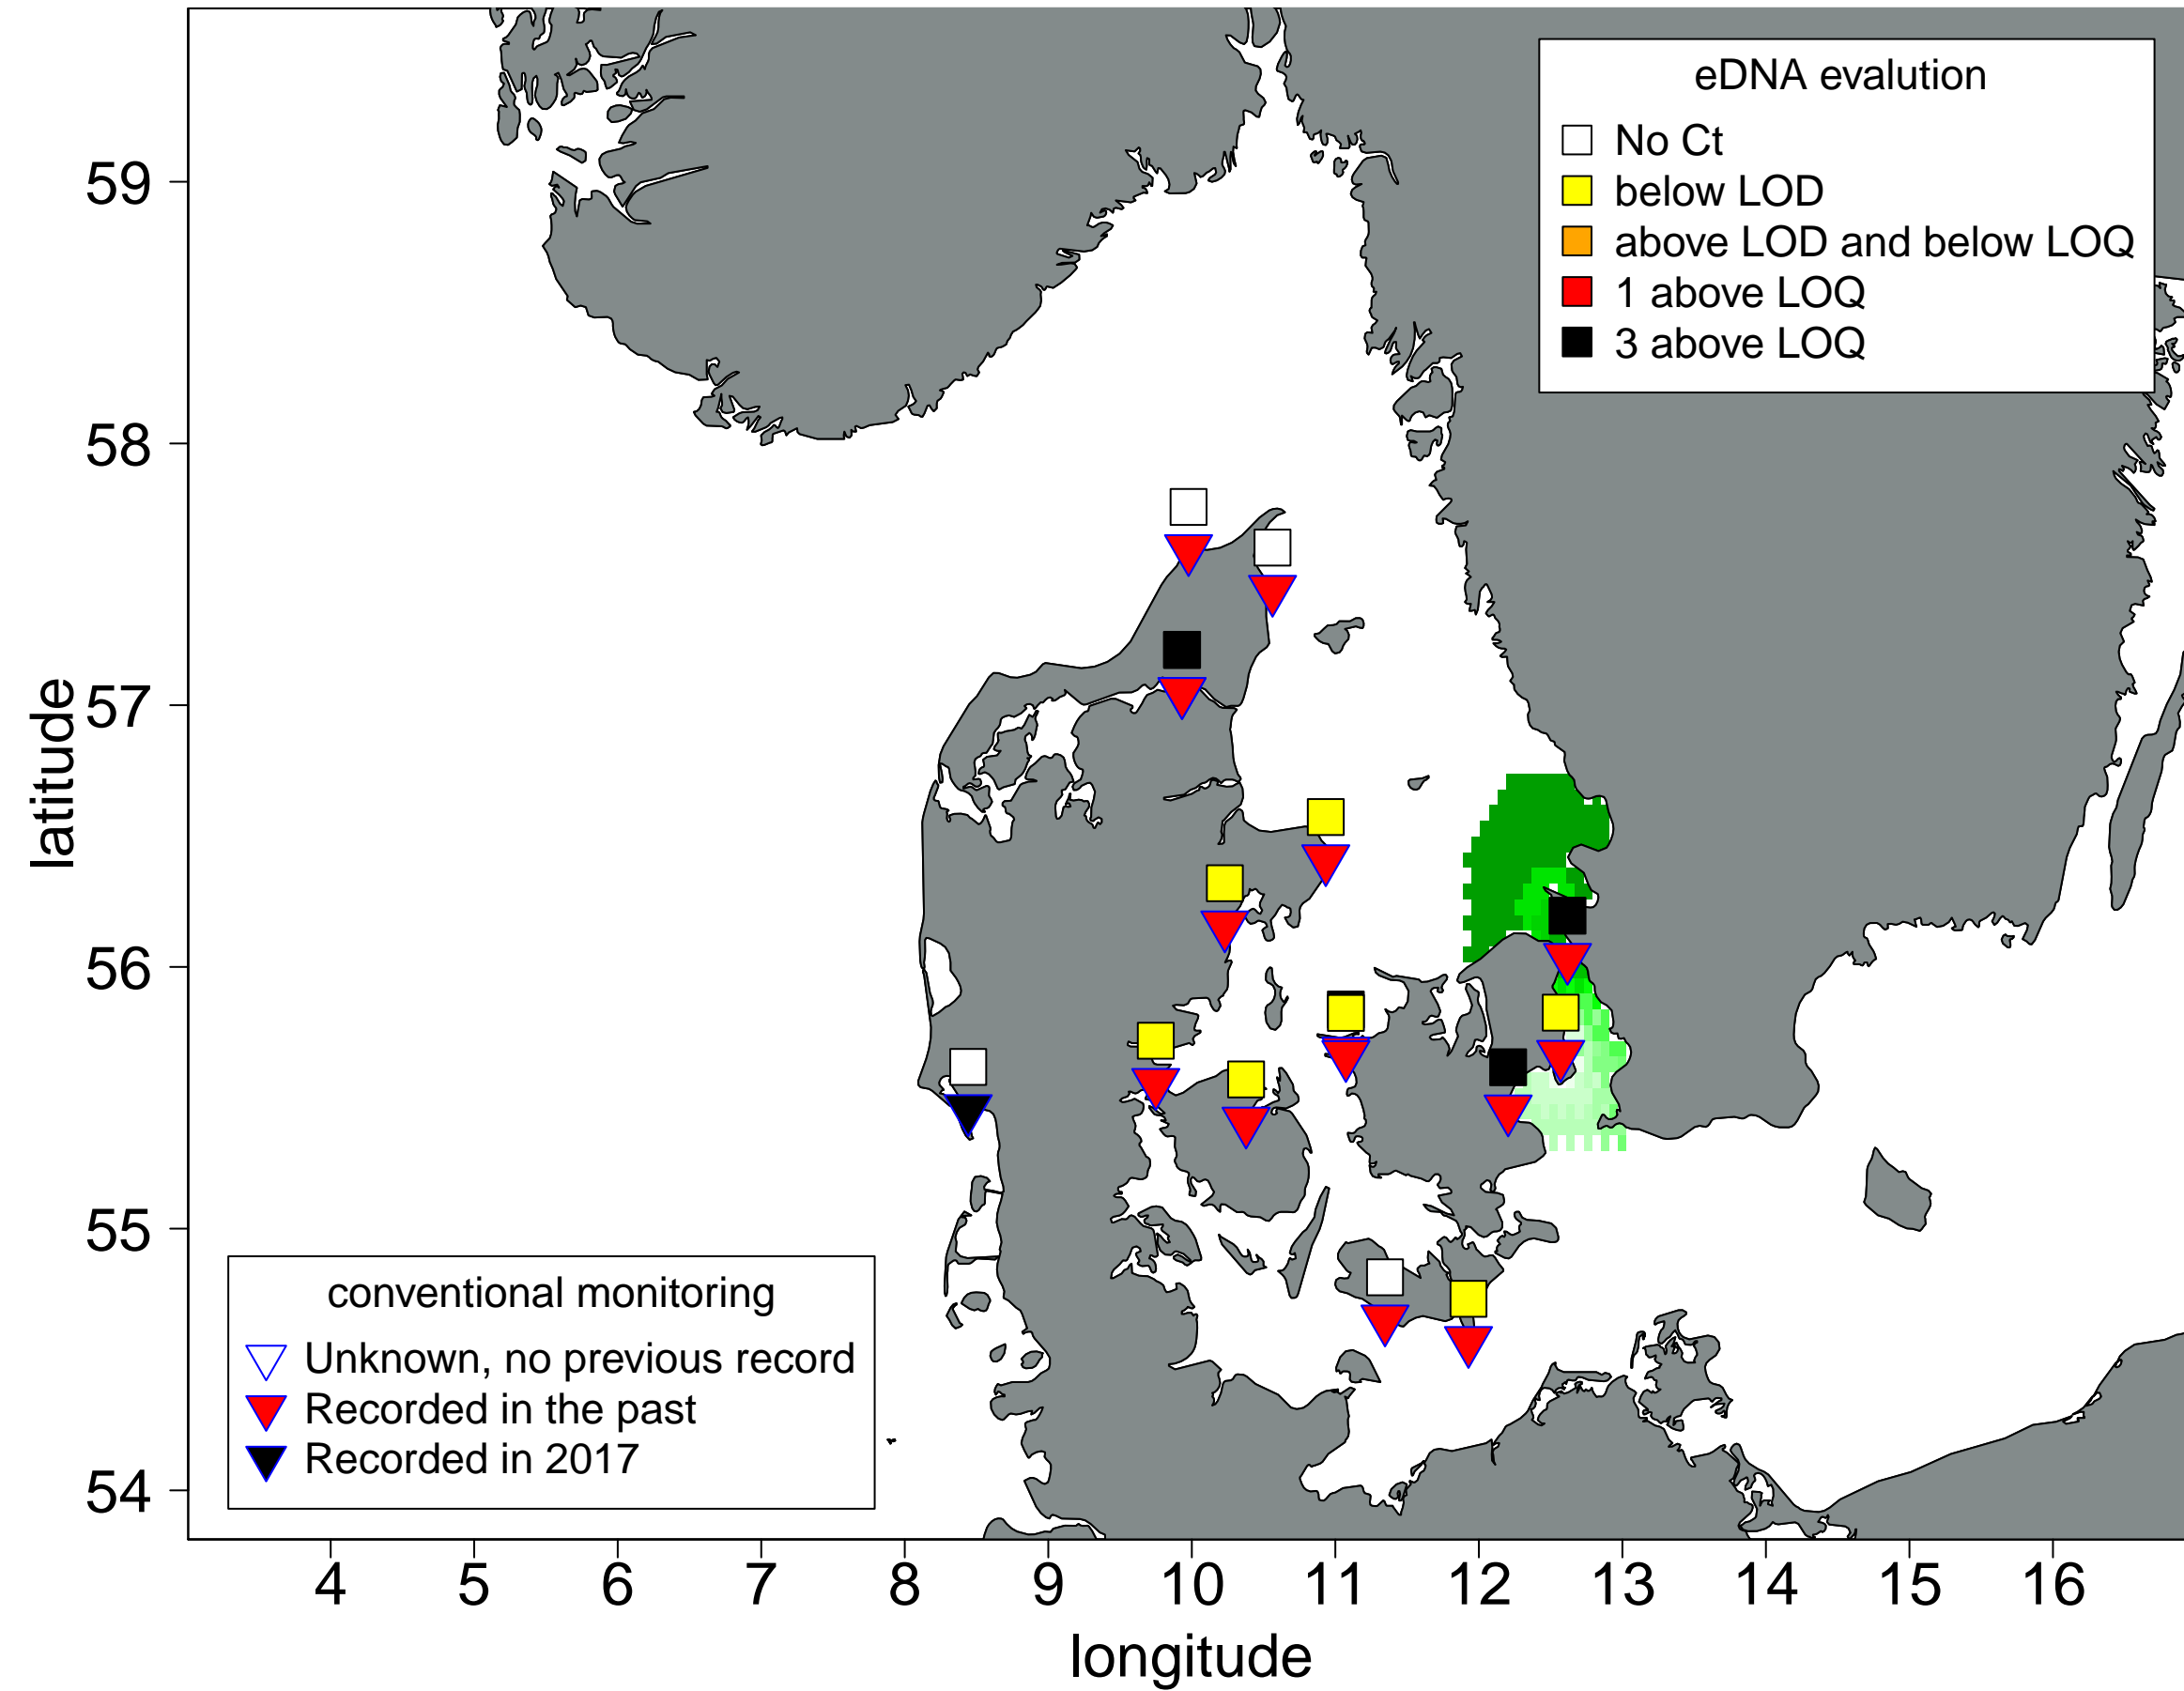 eDNA evalution
No Ct
below LOD
above LOD and below LOQ
1 above LOQ
3 above LOQ
59
58
57
56
55
54
latitude
conventional monitoring
Unknown, no previous record
Recorded in the past
Recorded in 2017
4 5 6 7 8 9 10 11 12 13 14 15 16
longitude